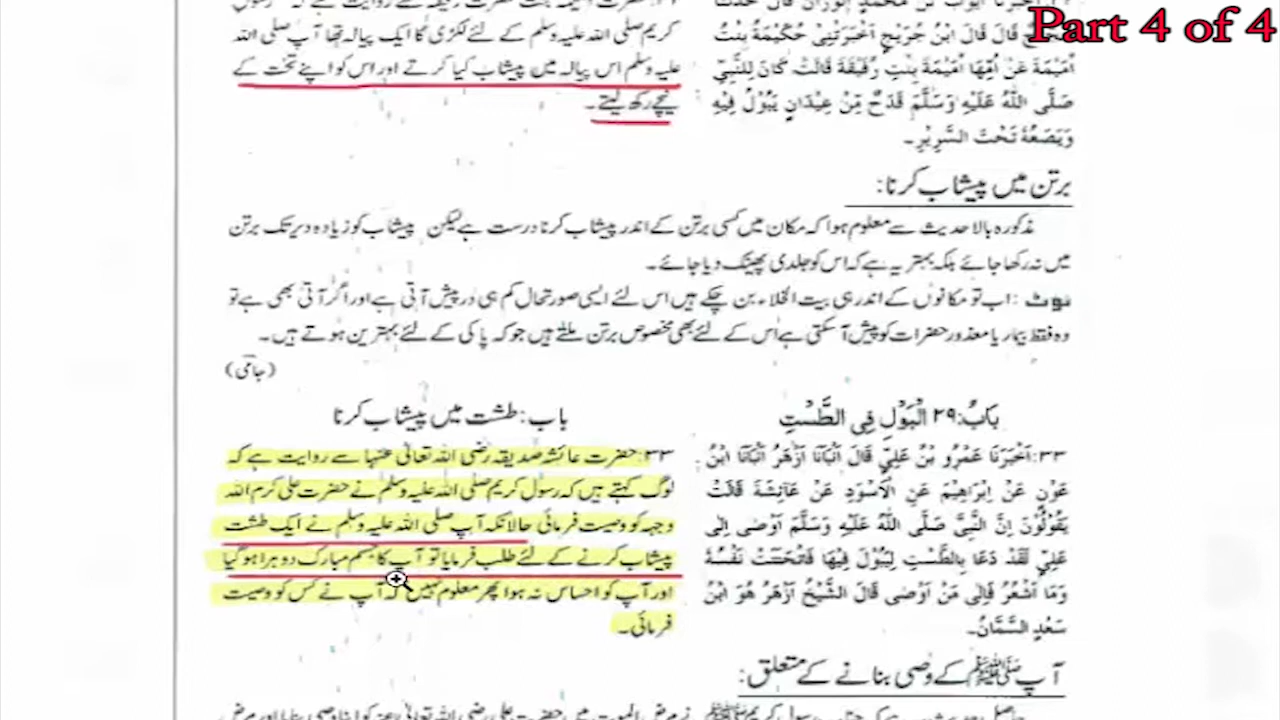 Part 4 of 4
۳۲: اَخْبَرَنَا اَيُّوْبُ بْنُ مُحَمَّدٍ الْوَزَّانُ قَالَ حَدَّثَنَا
قَالَ قَالَ ابْنُ جُرَيْجٍ اَخْبَرَتْنِيْ حُكَيْمَةُ بِنْتُ
اُمَيْمَةَ عَنْ اُمِّهَا اُمَيْمَةَ بِنْتِ رُقَيْقَةَ قَالَتْ كَانَ لِلنَّبِيِّ
صَلَّى اللّٰهُ عَلَيْهِ وَسَلَّمَ قَدَحٌ مِّنْ عِيْدَانٍ يَبُوْلُ فِيْهِ
وَيَضَعُهٗ تَحْتَ السَّرِيْرِ۔
کریم صلی اللہ علیہ وسلم کے لئے لکڑی کا ایک پیالہ تھا آپ صلی اللہ
علیہ وسلم اس پیالہ میں پیشاب کیا کرتے اور اس کو اپنے تخت کے
نیچے رکھ لیتے۔
برتن میں پیشاب کرنا:
مذکورہ بالا حدیث سے معلوم ہوا کہ مکان میں کسی برتن کے اندر پیشاب کرنا درست ہے لیکن پیشاب کو زیادہ دیر تک برتن
میں نہ رکھا جائے بلکہ بہتر یہ ہے کہ اس کو جلدی پھینک دیا جائے۔
نوٹ: اب تو مکانوں کے اندر ہی بیت الخلاء بن چکے ہیں اس لئے ایسی صورتحال کم ہی درپیش آتی ہے اور اگر آتی بھی ہے تو
وہ فقط بیمار یا معذور حضرات کو پیش آ سکتی ہے اُس کے لئے بھی مخصوص برتن ملتے ہیں جو کہ پاکی کے لئے بہترین ہوتے ہیں۔
(جامی)
بَابُ: ۲۹ الْبَوْلِ فِي الطَّسْتِ
۳۳: اَخْبَرَنَا عَمْرُو بْنُ عَلِيٍّ قَالَ اَنْبَاَنَا اَزْهَرُ اَنْبَاَنَا ابْنُ
عَوْنٍ عَنْ اِبْرَاهِيْمَ عَنِ الْاَسْوَدِ عَنْ عَائِشَةَ قَالَتْ
يَقُوْلُوْنَ اِنَّ النَّبِيَّ صَلَّى اللّٰهُ عَلَيْهِ وَسَلَّمَ اَوْصٰى اِلٰى
عَلِيٍّ لَقَدْ دَعَا بِالطَّسْتِ لِيَبُوْلَ فِيْهَا فَانْخَنَثَتْ نَفْسُهٗ
وَمَا اَشْعُرُ فَاِلٰى مَنْ اَوْصٰى قَالَ الشَّيْخُ اَزْهَرُ هُوَ ابْنُ
سَعْدٍ السَّمَّانُ۔
باب: طشت میں پیشاب کرنا
۳۳: حضرت عائشہ صدیقہ رضی اللہ تعالیٰ عنہا سے روایت ہے کہ
لوگ کہتے ہیں کہ رسول کریم صلی اللہ علیہ وسلم نے حضرت علی کرم اللہ
وجہہ کو وصیت فرمائی حالانکہ آپ صلی اللہ علیہ وسلم نے ایک طشت
پیشاب کرنے کے لئے طلب فرمایا تو آپ کا جسم مبارک دوہرا ہو گیا
اور آپ کو احساس نہ ہوا پھر معلوم نہیں کہ آپ نے کس کو وصیت
فرمائی۔
آپ صلی اللہ علیہ وسلم کے وصی بنانے کے متعلق: